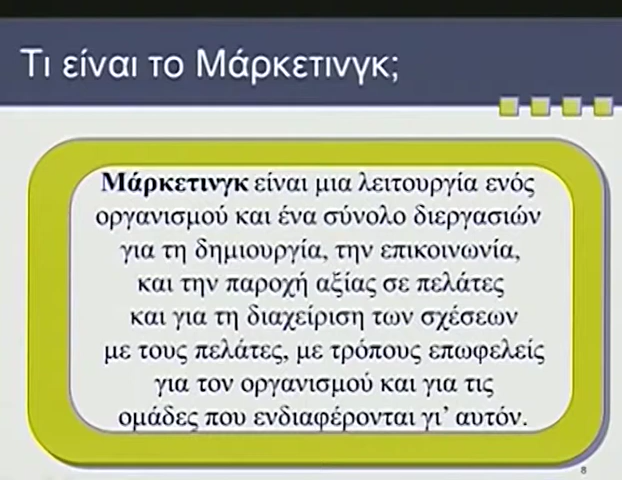 Τι είναι το Μάρκετινγκ;
Μάρκετινγκ είναι μια λειτουργία ενός
οργανισμού και ένα σύνολο διεργασιών
για τη δημιουργία, την επικοινωνία,
και την παροχή αξίας σε πελάτες
και για τη διαχείριση των σχέσεων
με τους πελάτες, με τρόπους επωφελείς
για τον οργανισμού και για τις
ομάδες που ενδιαφέρονται γι’ αυτόν.
8